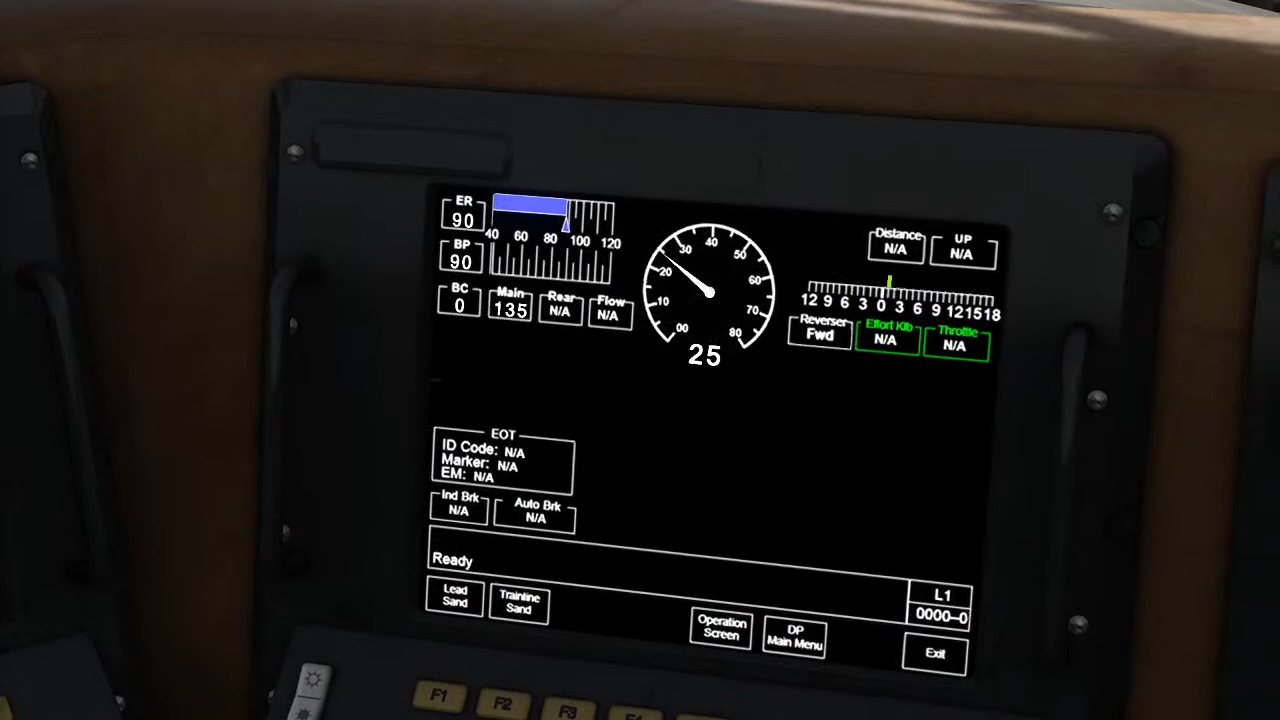 ER
90
40 60 80 100 120
BP
90
BC
0
Main
135
Rear
N/A
Flow
N/A
00 10 20 30 40 50 60 70 80
25
Distance
N/A
UP
N/A
12 9 6 3 0 3 6 9 12 15 18
Reverser
Fwd
Effort Klb
N/A
Throttle
N/A
EOT
ID Code: N/A
Marker: N/A
EM: N/A
Ind Brk
N/A
Auto Brk
N/A
Ready
L1
0000-0
Lead
Sand
Trainline
Sand
Operation
Screen
DP
Main Menu
Exit
F1
F2
F3